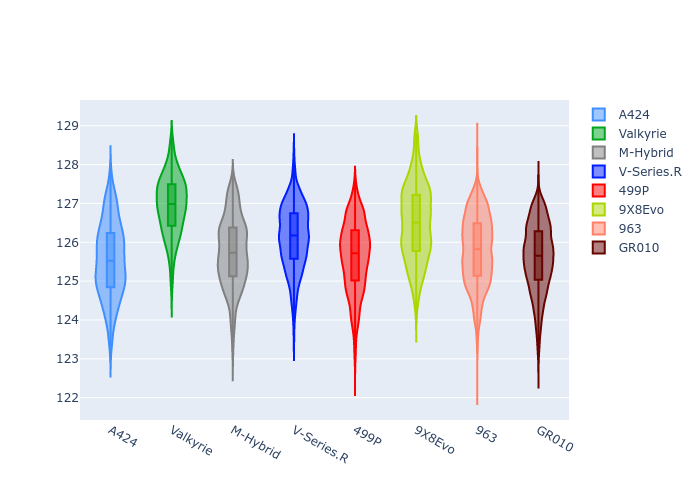 129
128
127
126
125
124
123
122
A424
Valkyrie
M-Hybrid
V-Series.R
499P
9X8Evo
963
GR010
A424
Valkyrie
M-Hybrid
V-Series.R
499P
9X8Evo
963
GR010